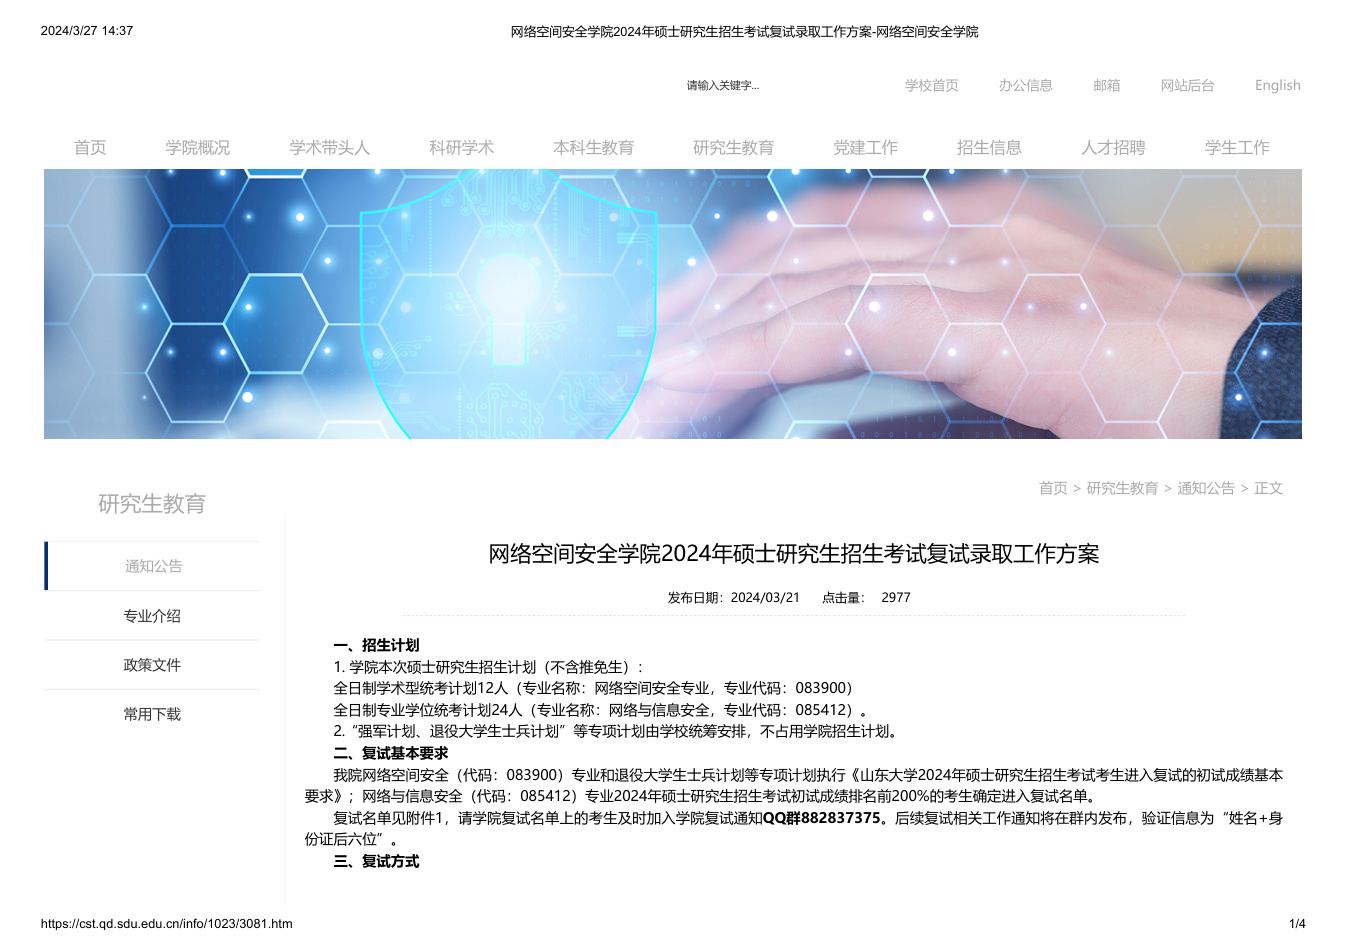 2024/3/27 14:37
网络空间安全学院2024年硕士研究生招生考试复试录取工作方案-网络空间安全学院
请输入关键字...
学校首页 办公信息 邮箱 网站后台 English
首页 学院概况 学术带头人 科研学术 本科生教育 研究生教育 党建工作 招生信息 人才招聘 学生工作
首页 > 研究生教育 > 通知公告 > 正文
研究生教育
通知公告
专业介绍
政策文件
常用下载
网络空间安全学院2024年硕士研究生招生考试复试录取工作方案
发布日期：2024/03/21 点击量： 2977
一、招生计划
1. 学院本次硕士研究生招生计划（不含推免生）：
全日制学术型统考计划12人（专业名称：网络空间安全专业，专业代码：083900）
全日制专业学位统考计划24人（专业名称：网络与信息安全，专业代码：085412）。
2.“强军计划、退役大学生士兵计划”等专项计划由学校统筹安排，不占用学院招生计划。
二、复试基本要求
我院网络空间安全（代码：083900）专业和退役大学生士兵计划等专项计划执行《山东大学2024年硕士研究生招生考试考生进入复试的初试成绩基本
要求》；网络与信息安全（代码：085412）专业2024年硕士研究生招生考试初试成绩排名前200%的考生确定进入复试名单。
复试名单见附件1，请学院复试名单上的考生及时加入学院复试通知QQ群882837375。后续复试相关工作通知将在群内发布，验证信息为“姓名+身
份证后六位”。
三、复试方式
https://cst.qd.sdu.edu.cn/info/1023/3081.htm
1/4